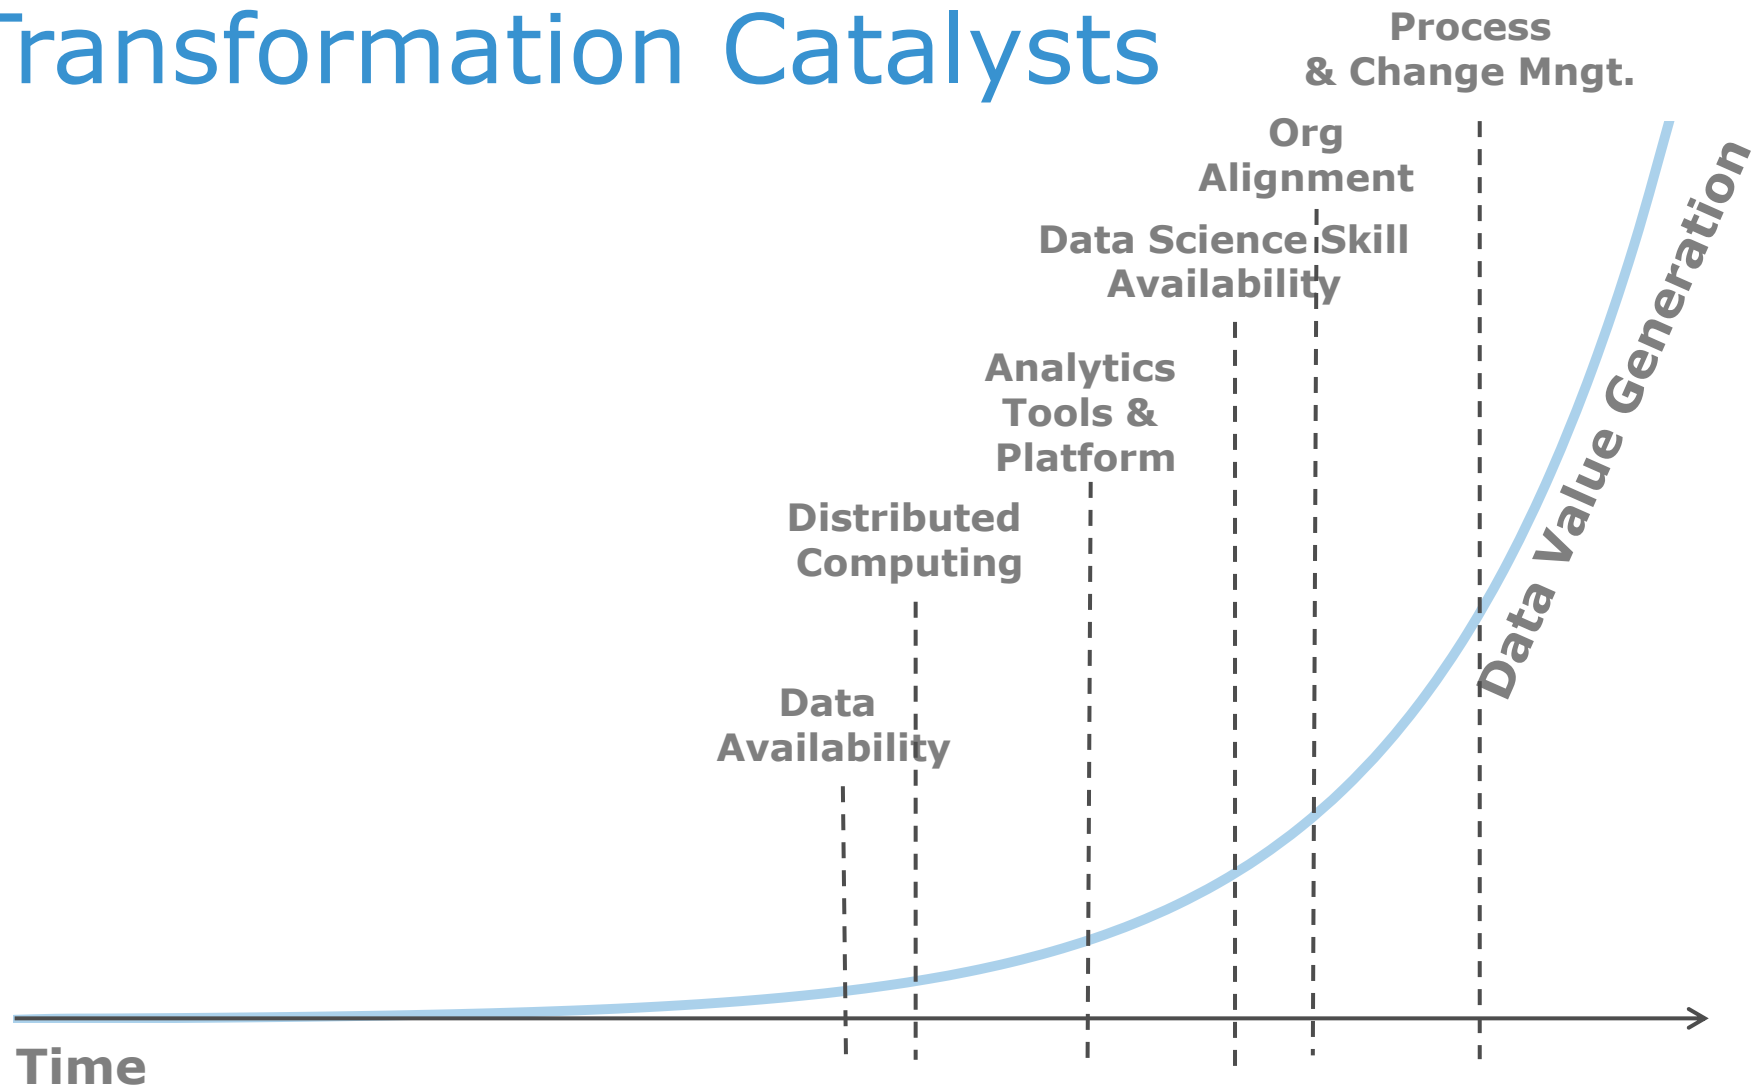 Transformation Catalysts
Process
& Change Mngt.
Org
Alignment
Data Science Skill
Availability
Analytics
Tools &
Platform
Distributed
Computing
Data
Availability
Data Value Generation
Time